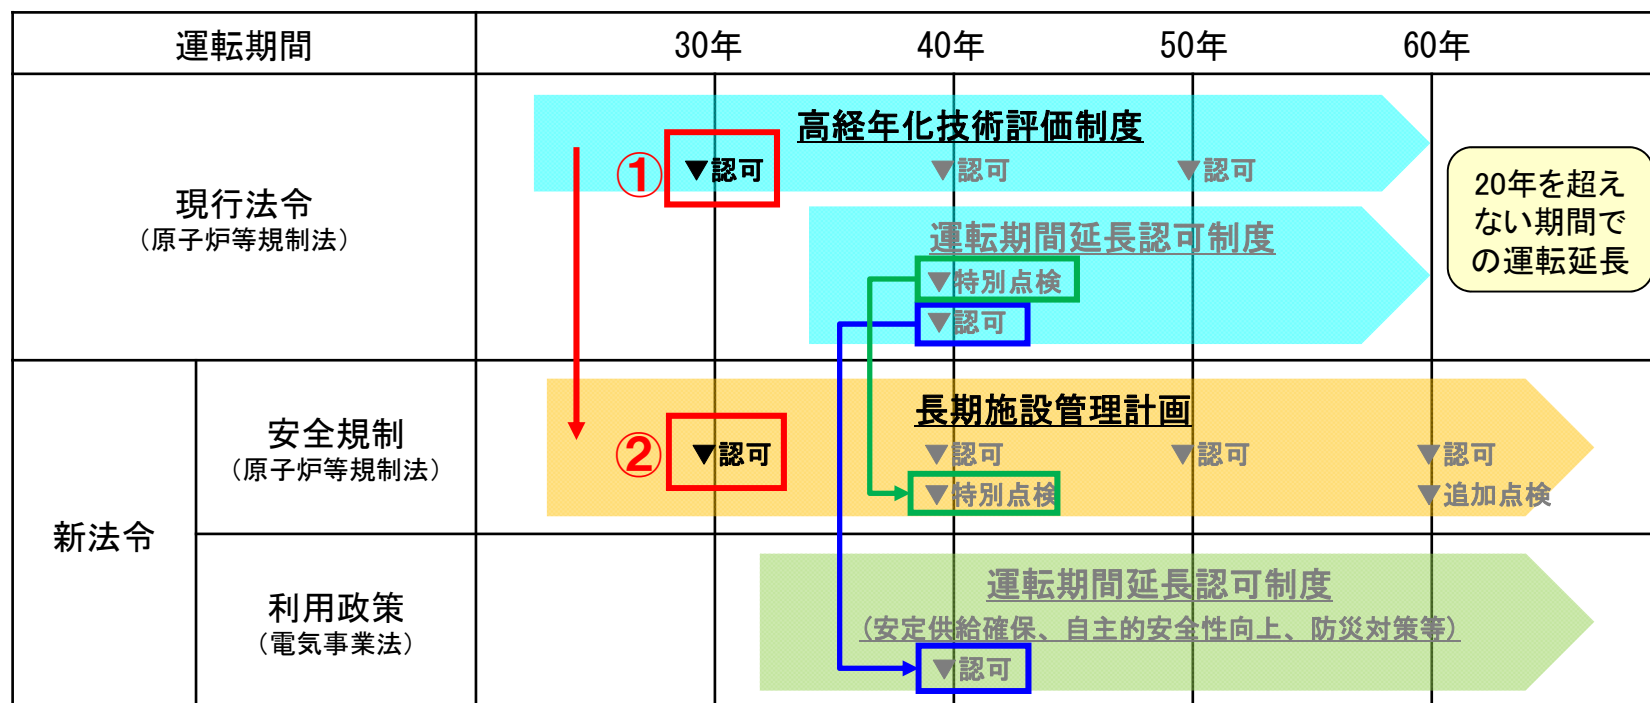 運転期間
30年
40年
50年
60年
現行法令
（原子炉等規制法）
高経年化技術評価制度
①
▼認可
▼認可
▼認可
運転期間延長認可制度
▼特別点検
▼認可
20年を超え
ない期間で
の運転延長
新法令
安全規制
（原子炉等規制法）
長期施設管理計画
②
▼認可
▼認可
▼認可
▼認可
▼特別点検
▼追加点検
利用政策
（電気事業法）
運転期間延長認可制度
（安定供給確保、自主的安全性向上、防災対策等）
▼認可